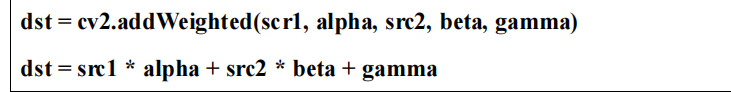 dst = cv2.addWeighted(scr1, alpha, src2, beta, gamma)
dst = src1 * alpha + src2 * beta + gamma